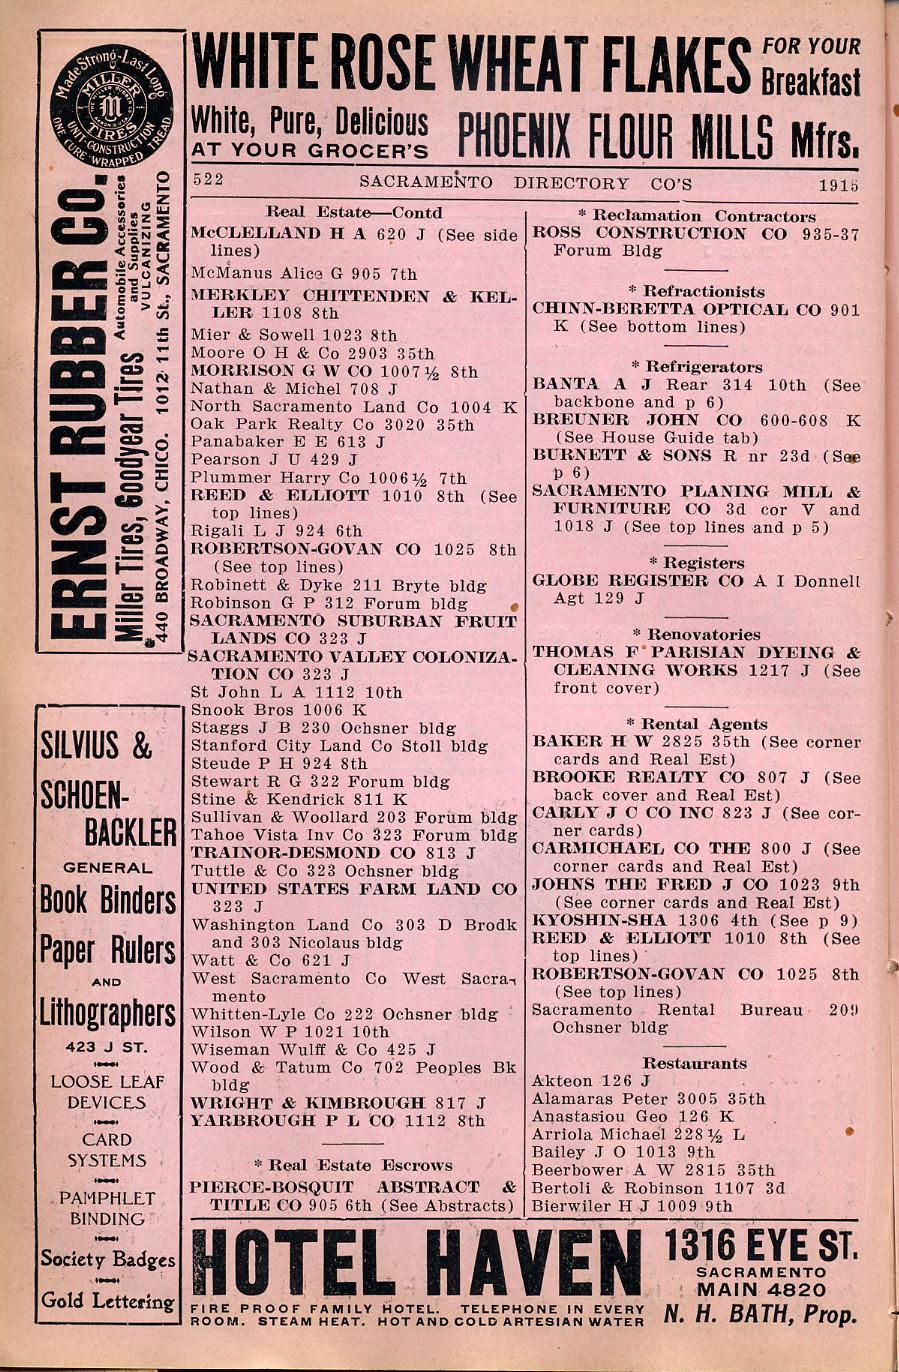 WHITE ROSE WHEAT FLAKES FOR YOUR Breakfast
White, Pure, Delicious
AT YOUR GROCER'S
PHOENIX FLOUR MILLS Mfrs.
522 SACRAMENTO DIRECTORY CO'S 1915
Made Strong-Last Long
MILLER
M
TIRES
UNIT CONSTRUCTION
ONE CURE WRAPPED TREAD
ERNST RUBBER CO.
Miller Tires, Goodyear Tires
Automobile Accessories
and Supplies
VULCANIZING
440 BROADWAY, CHICO. 1012 11th St., SACRAMENTO
SILVIUS &
SCHOEN-
BACKLER
GENERAL
Book Binders
Paper Rulers
AND
Lithographers
423 J ST.
LOOSE LEAF
DEVICES
CARD
SYSTEMS
PAMPHLET
BINDING
Society Badges
Gold Lettering
Real Estate—Contd
McCLELLAND H A 620 J (See side
lines)
McManus Alice G 905 7th
MERKLEY CHITTENDEN & KEL-
LER 1108 8th
Mier & Sowell 1023 8th
Moore O H & Co 2903 35th
MORRISON G W CO 1007½ 8th
Nathan & Michel 708 J
North Sacramento Land Co 1004 K
Oak Park Realty Co 3020 35th
Panabaker E E 613 J
Pearson J U 429 J
Plummer Harry Co 1006½ 7th
REED & ELLIOTT 1010 8th (See
top lines)
Rigali L J 924 6th
ROBERTSON-GOVAN CO 1025 8th
(See top lines)
Robinett & Dyke 211 Bryte bldg
Robinson G P 312 Forum bldg
SACRAMENTO SUBURBAN FRUIT
LANDS CO 323 J
SACRAMENTO VALLEY COLONIZA-
TION CO 323 J
St John L A 1112 10th
Snook Bros 1006 K
Staggs J B 230 Ochsner bldg
Stanford City Land Co Stoll bldg
Steude P H 924 8th
Stewart R G 322 Forum bldg
Stine & Kendrick 811 K
Sullivan & Woollard 203 Forum bldg
Tahoe Vista Inv Co 323 Forum bldg
TRAINOR-DESMOND CO 813 J
Tuttle & Co 323 Ochsner bldg
UNITED STATES FARM LAND CO
323 J
Washington Land Co 303 D Brodk
and 303 Nicolaus bldg
Watt & Co 621 J
West Sacramento Co West Sacra-
mento
Whitten-Lyle Co 222 Ochsner bldg
Wilson W P 1021 10th
Wiseman Wulff & Co 425 J
Wood & Tatum Co 702 Peoples Bk
bldg
WRIGHT & KIMBROUGH 817 J
YARBROUGH P L CO 1112 8th
* Real Estate Escrows
PIERCE-BOSQUIT ABSTRACT &
TITLE CO 905 6th (See Abstracts)
* Reclamation Contractors
ROSS CONSTRUCTION CO 935-37
Forum Bldg
* Refractionists
CHINN-BERETTA OPTICAL CO 901
K (See bottom lines)
* Refrigerators
BANTA A J Rear 314 10th (See
backbone and p 6)
BREUNER JOHN CO 600-608 K
(See House Guide tab)
BURNETT & SONS R nr 23d (See
p 6)
SACRAMENTO PLANING MILL &
FURNITURE CO 3d cor V and
1018 J (See top lines and p 5)
* Registers
GLOBE REGISTER CO A I Donnell
Agt 129 J
* Renovatories
THOMAS F PARISIAN DYEING &
CLEANING WORKS 1217 J (See
front cover)
* Rental Agents
BAKER H W 2825 35th (See corner
cards and Real Est)
BROOKE REALTY CO 807 J (See
back cover and Real Est)
CARLY J C CO INC 823 J (See cor-
ner cards)
CARMICHAEL CO THE 800 J (See
corner cards and Real Est)
JOHNS THE FRED J CO 1023 9th
(See corner cards and Real Est)
KYOSHIN-SHA 1306 4th (See p 9)
REED & ELLIOTT 1010 8th (See
top lines)
ROBERTSON-GOVAN CO 1025 8th
(See top lines)
Sacramento Rental Bureau 209
Ochsner bldg
Restaurants
Akteon 126 J
Alamaras Peter 3005 35th
Anastasiou Geo 126 K
Arriola Michael 228½ L
Bailey J O 1013 9th
Beerbower A W 2815 35th
Bertoli & Robinson 1107 3d
Bierwiler H J 1009 9th
HOTEL HAVEN
FIRE PROOF FAMILY HOTEL. TELEPHONE IN EVERY
ROOM. STEAM HEAT. HOT AND COLD ARTESIAN WATER
1316 EYE ST.
SACRAMENTO
MAIN 4820
N. H. BATH, Prop.